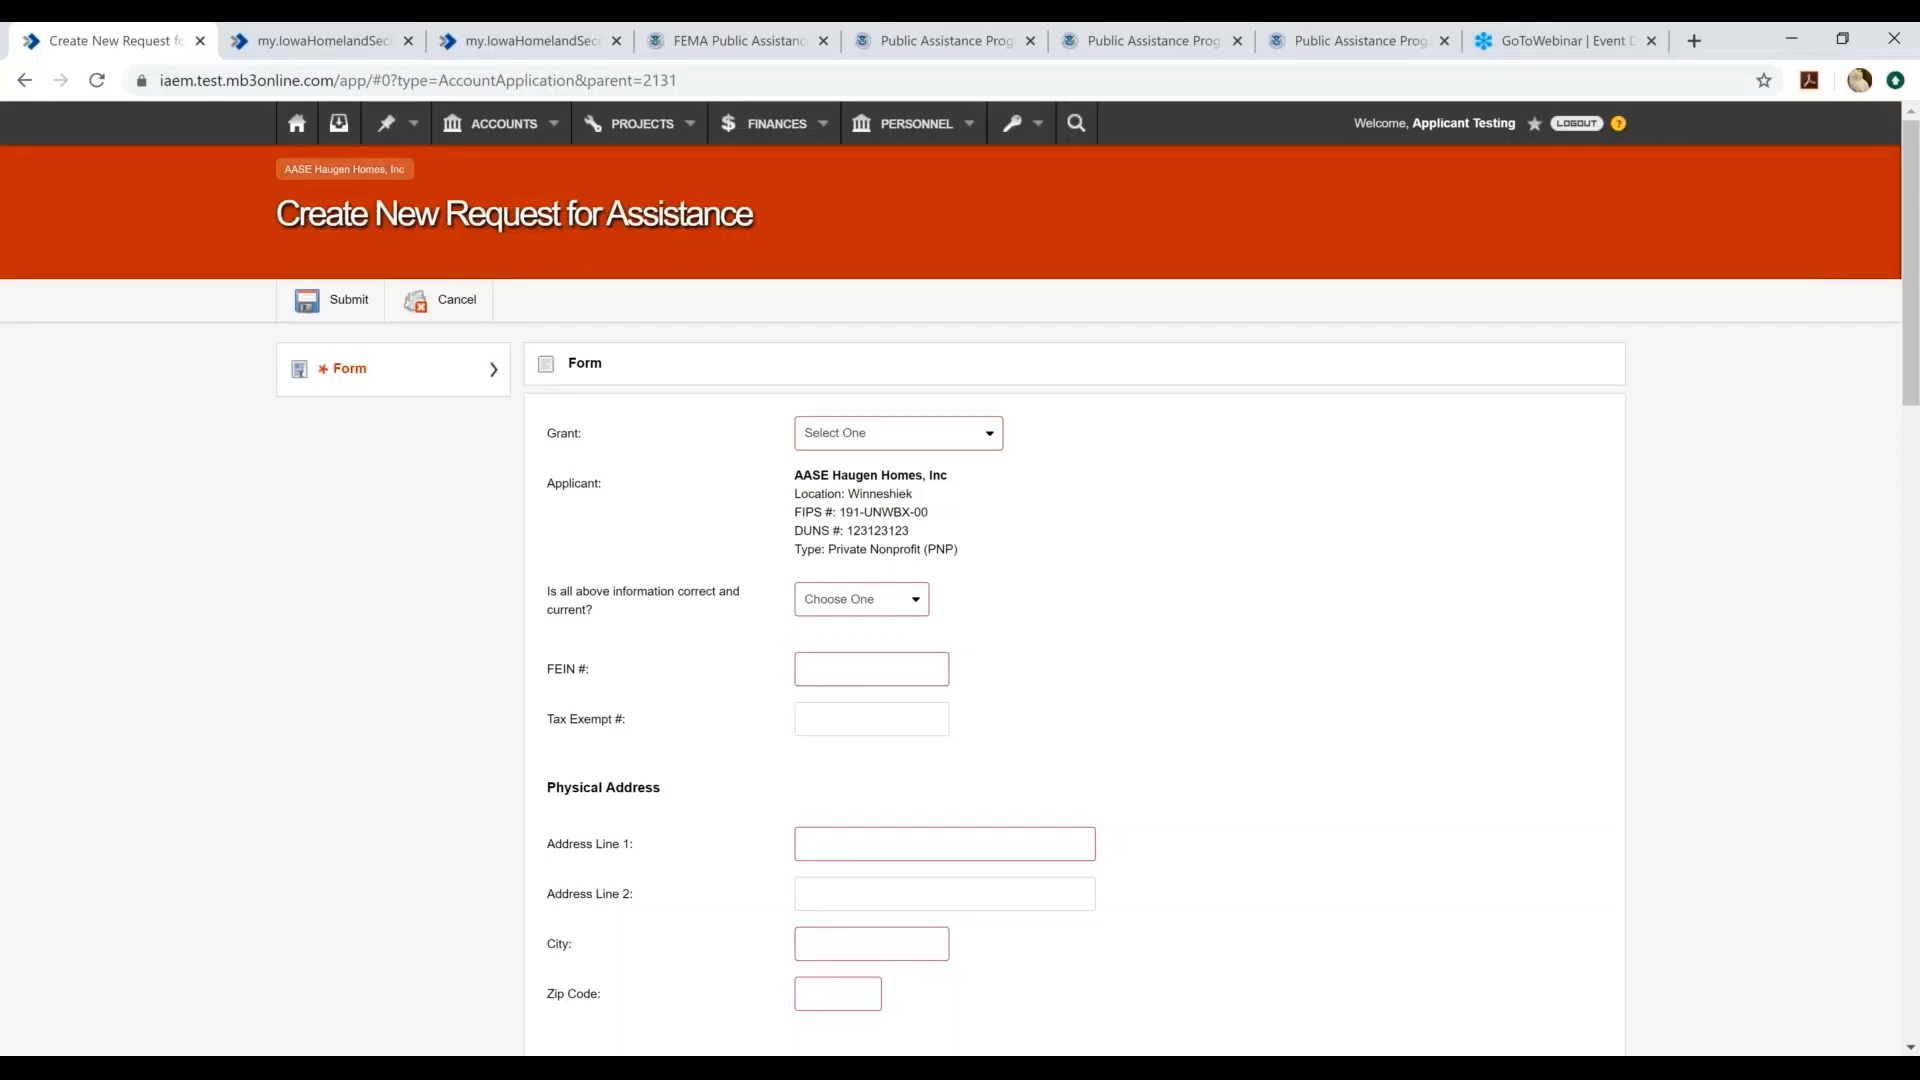 Create New Request fo
my.IowaHomelandSecu
my.IowaHomelandSecu
FEMA Public Assistanc
Public Assistance Prog
Public Assistance Prog
Public Assistance Prog
GoToWebinar | Event D
iaem.test.mb3online.com/app/#0?type=AccountApplication&parent=2131
ACCOUNTS
PROJECTS
$ FINANCES
PERSONNEL
Welcome, Applicant Testing
LOGOUT
?
AASE Haugen Homes, Inc
Create New Request for Assistance
Submit
Cancel
* Form
Form
Grant:
Select One
Applicant:
AASE Haugen Homes, Inc
Location: Winneshiek
FIPS #: 191-UNWBX-00
DUNS #: 123123123
Type: Private Nonprofit (PNP)
Is all above information correct and
current?
Choose One
FEIN #:
Tax Exempt #:
Physical Address
Address Line 1:
Address Line 2:
City:
Zip Code: